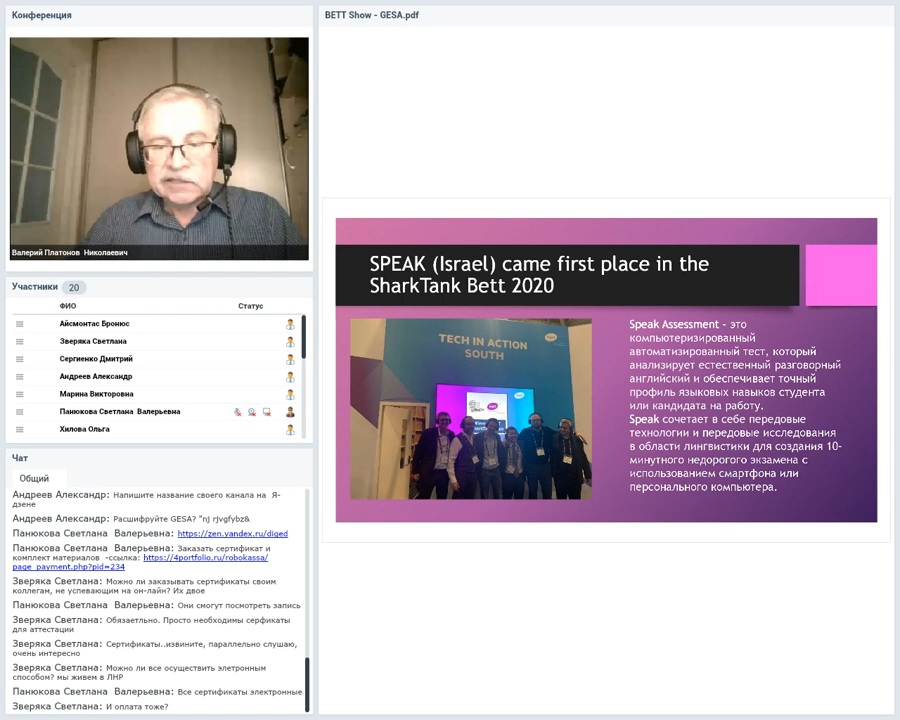 Конференция
Валерий Платонов  Николаевич
Участники 20
ФИО Статус
Айсмонтас Бронюс
Зверяка Светлана
Сергиенко Дмитрий
Андреев Александр
Марина Викторовна
Панюкова Светлана  Валерьевна
Хилова Ольга
Чат
Общий
Андреев Александр: Напишите название своего канала на  Я-
дзене
Андреев Александр: Расшифруйте GESA? "nj rjvgfybz&
Панюкова Светлана  Валерьевна: https://zen.yandex.ru/diged
Панюкова Светлана  Валерьевна: Заказать сертификат и
комплект материалов  -ссылка: https://4portfolio.ru/robokassa/
page_payment.php?pid=234
Зверяка Светлана: Можно ли заказывать сертификаты своим
коллегам, не успевающим на он-лайн? Их двое
Панюкова Светлана  Валерьевна: Они смогут посмотреть запись
Зверяка Светлана: Обязаетльно. Просто необходимы серфикаты
для аттестации
Зверяка Светлана: Сертификаты..извините, параллельно слушаю,
очень интересно
Зверяка Светлана: Можно ли все осуществить элетронным
способом? мы живем в ЛНР
Панюкова Светлана  Валерьевна: Все сертификаты электронные
Зверяка Светлана: И оплата тоже?
BETT Show - GESA.pdf
SPEAK (Israel) came first place in the
SharkTank Bett 2020
TECH IN ACTION
SOUTH
Speak Assessment - это
компьютеризированный
автоматизированный тест, который
анализирует естественный разговорный
английский и обеспечивает точный
профиль языковых навыков студента
или кандидата на работу.
Speak сочетает в себе передовые
технологии и передовые исследования
в области лингвистики для создания 10-
минутного недорогого экзамена с
использованием смартфона или
персонального компьютера.